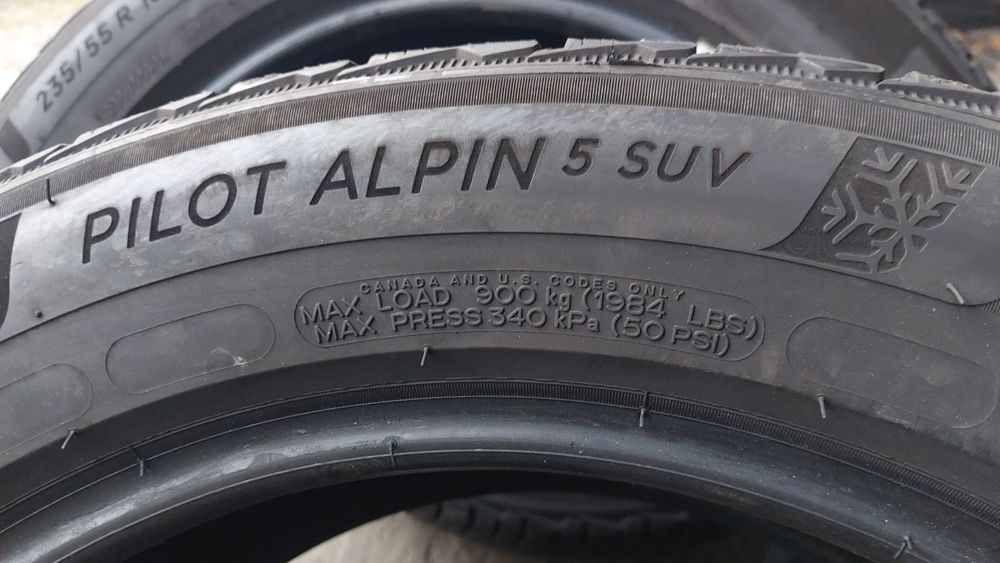 235/55 R
PILOT ALPIN 5 SUV
CANADA AND U.S. CODES ONLY
MAX LOAD 900 kg (1984 LBS)
MAX PRESS 340 kPa (50 PSI)